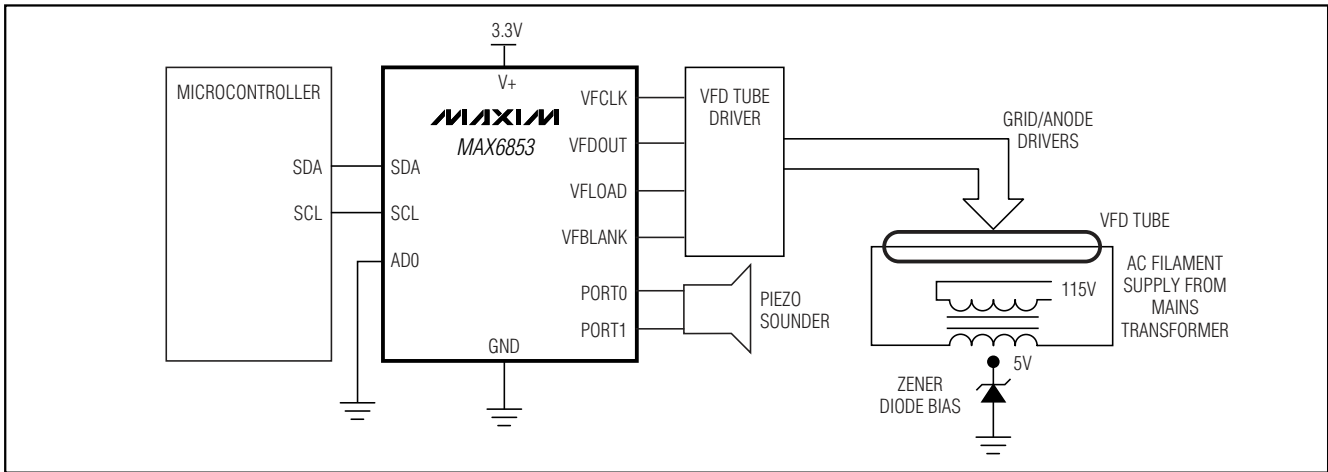 3.3V
MICROCONTROLLER
SDA
SCL
V+
MAXIM
MAX6853
SDA
SCL
AD0
GND
VFCLK
VFDOUT
VFLOAD
VFBLANK
PORT0
PORT1
VFD TUBE
DRIVER
PIEZO
SOUNDER
GRID/ANODE
DRIVERS
VFD TUBE
115V
AC FILAMENT
SUPPLY FROM
MAINS
TRANSFORMER
5V
ZENER
DIODE BIAS